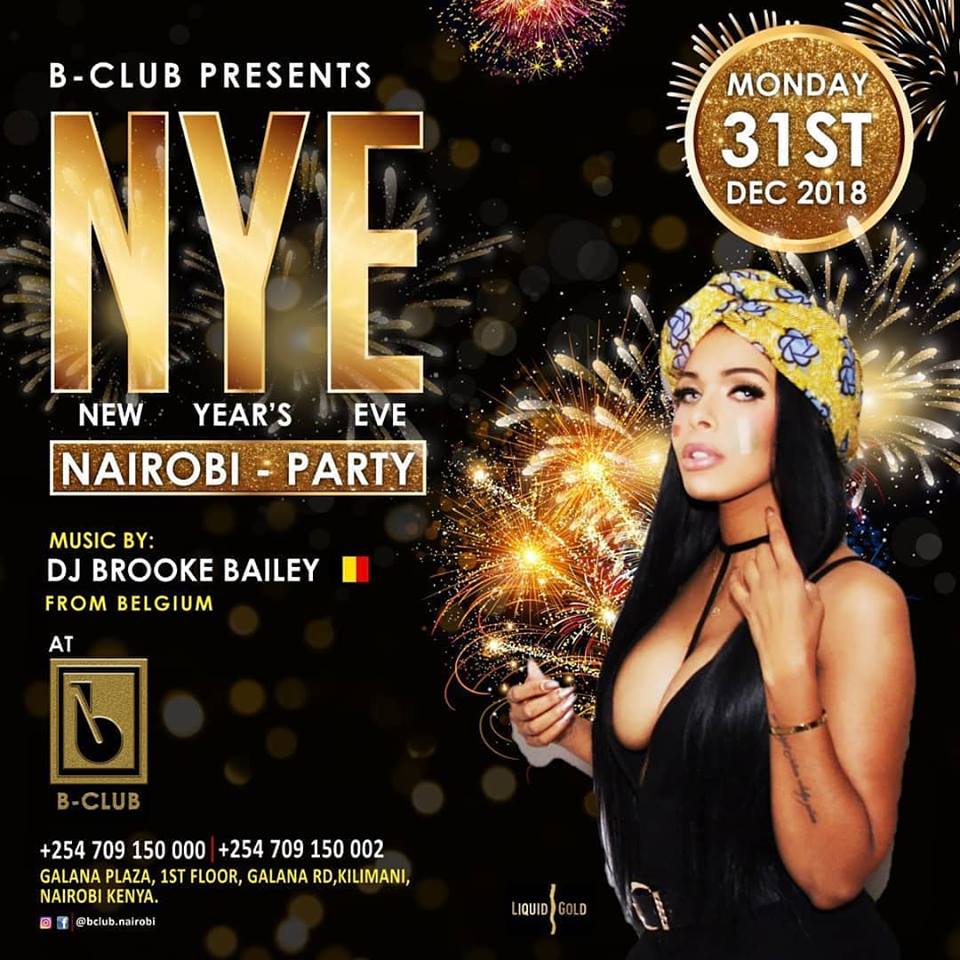 B-CLUB PRESENTS
NYE
NEW YEAR'S EVE
NAIROBI - PARTY
MONDAY
31ST
DEC 2018
MUSIC BY:
DJ BROOKE BAILEY
FROM BELGIUM
AT
b
B-CLUB
+254 709 150 000 | +254 709 150 002
GALANA PLAZA, 1ST FLOOR, GALANA RD,KILIMANI,
NAIROBI KENYA.
@bclub.nairobi
LIQUID GOLD